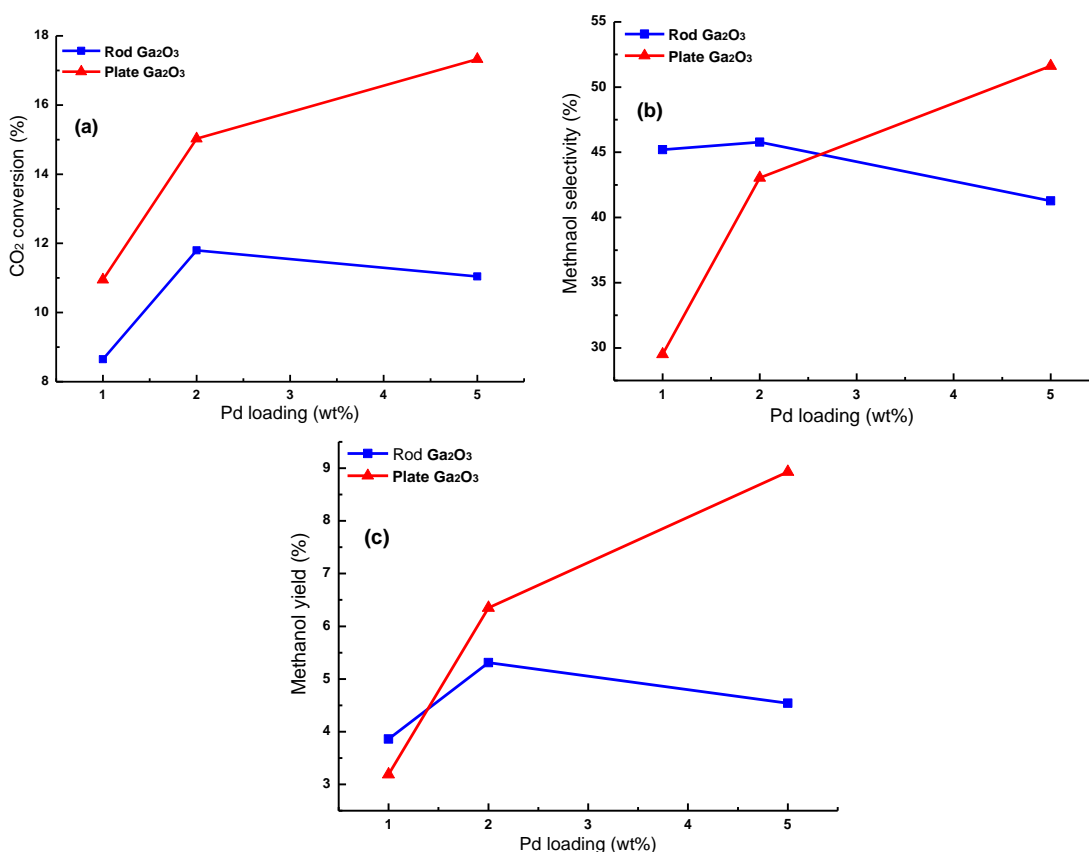 18
16
14
12
10
8
CO2 conversion (%)
Rod Ga2O3
Plate Ga2O3
(a)
1 2 3 4 5
Pd loading (wt%)
55
50
45
40
35
30
Methnaol selectivity (%)
Rod Ga2O3
Plate Ga2O3
(b)
1 2 3 4 5
Pd loading (wt%)
9
8
7
6
5
4
3
Methanol yield (%)
Rod Ga2O3
Plate Ga2O3
(c)
1 2 3 4 5
Pd loading (wt%)